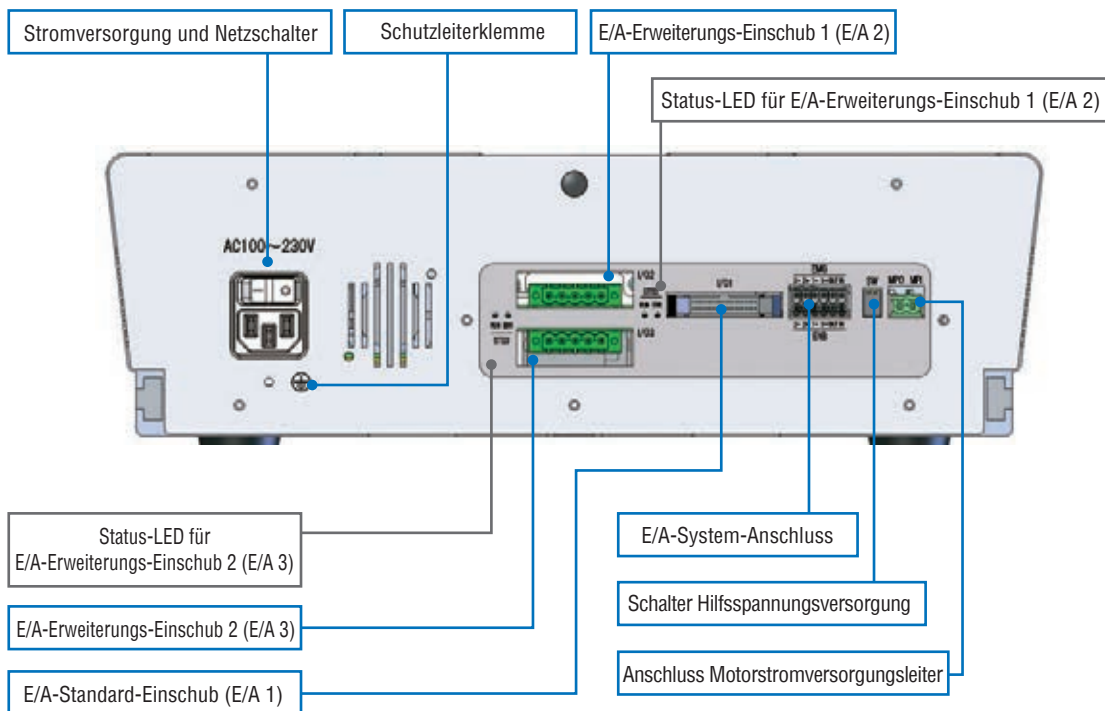 Stromversorgung und Netzschalter
Schutzleiterklemme
E/A-Erweiterungs-Einschub 1 (E/A 2)
Status-LED für E/A-Erweiterungs-Einschub 1 (E/A 2)
AC100~230V
I/O2
I/O1
SW
MPO MPI
I/O3
Status-LED für
E/A-Erweiterungs-Einschub 2 (E/A 3)
E/A-System-Anschluss
Schalter Hilfsspannungsversorgung
E/A-Erweiterungs-Einschub 2 (E/A 3)
Anschluss Motorstromversorgungsleiter
E/A-Standard-Einschub (E/A 1)